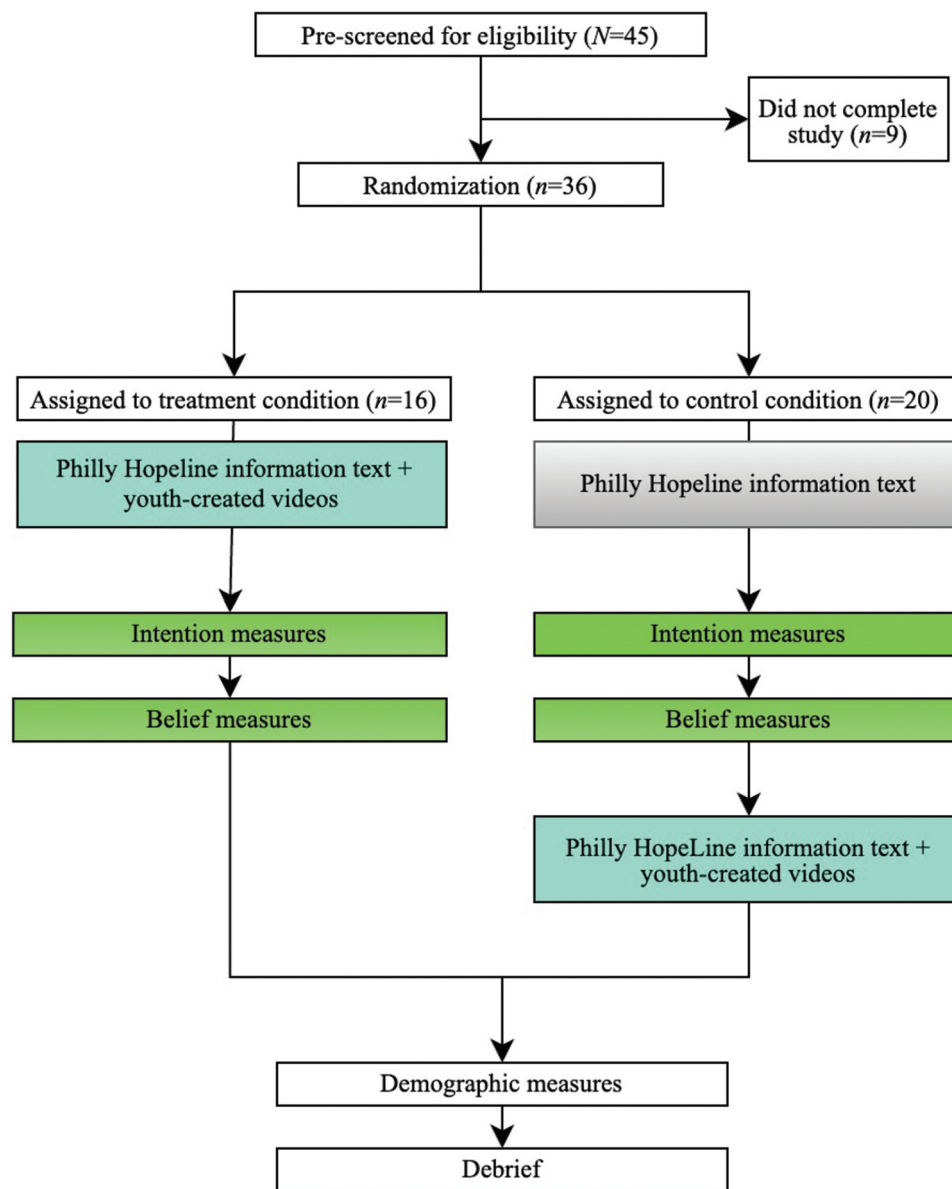 Pre-screened for eligibility (N=45)
Did not complete
study (n=9)
Randomization (n=36)
Assigned to treatment condition (n=16)
Assigned to control condition (n=20)
Philly Hopeline information text +
youth-created videos
Philly Hopeline information text
Intention measures
Intention measures
Belief measures
Belief measures
Philly HopeLine information text +
youth-created videos
Demographic measures
Debrief